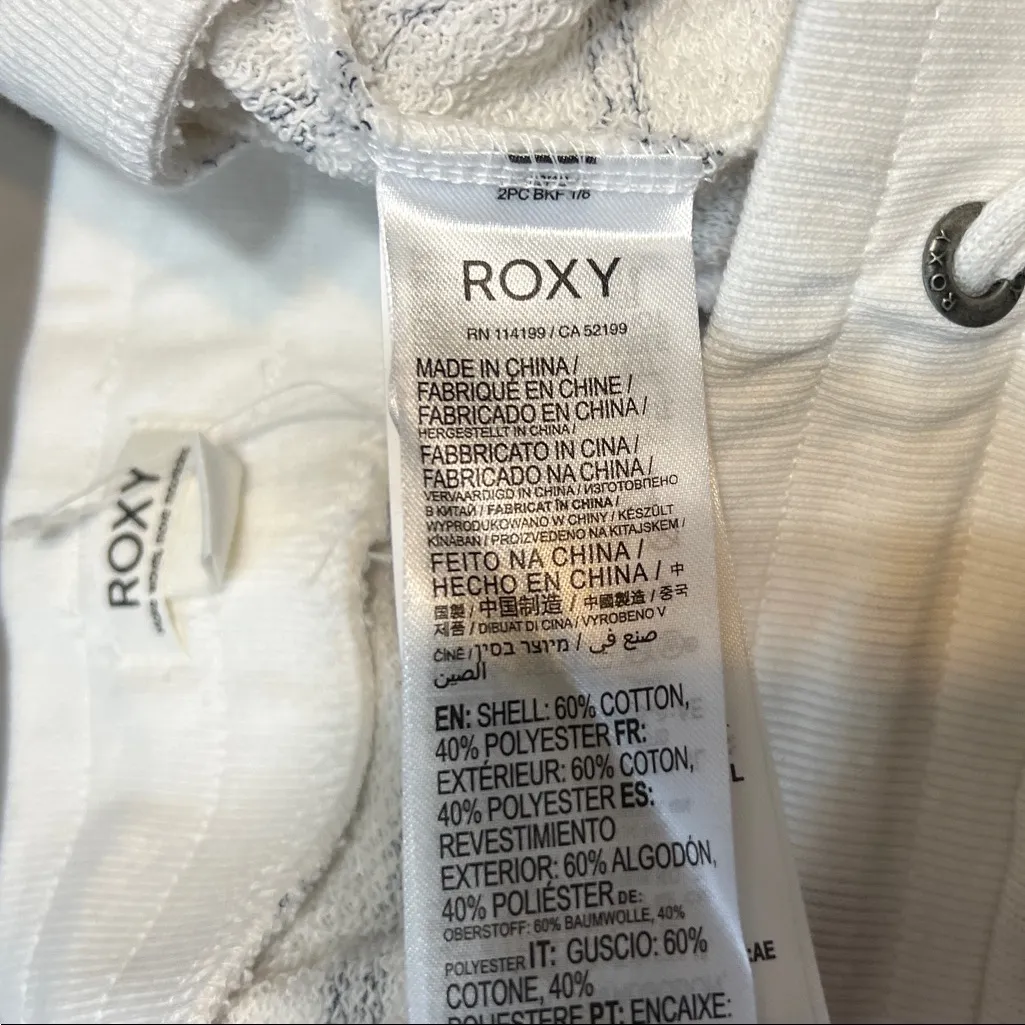 2PC BKF 1/6
ROXY
RN 114199 / CA 52199
MADE IN CHINA /
FABRIQUÉ EN CHINE /
FABRICADO EN CHINA /
HERGESTELLT IN CHINA /
FABBRICATO IN CINA /
FABRICADO NA CHINA /
VERVAARDIGD IN CHINA / ИЗГОТОВЛЕНО
В КИТАЙ / FABRICAT ÎN CHINA /
WYPRODUKOWANO W CHINY / KÉSZÜLT
KÍNÁBAN / PROIZVEDENO NA KITAJSKEM /
FEITO NA CHINA /
HECHO EN CHINA / 中
国製 / 中国制造 / 中國製造 / 중국
제품 / DIBUAT DI CINA / VYROBENO V
ČÍNĚ / מיוצר בסין / صنع في
الصين
EN: SHELL: 60% COTTON,
40% POLYESTER FR:
EXTÉRIEUR: 60% COTON,
40% POLYESTER ES:
REVESTIMIENTO
EXTERIOR: 60% ALGODÓN,
40% POLIÉSTER DE:
OBERSTOFF: 60% BAUMWOLLE, 40%
POLYESTER IT: GUSCIO: 60%
COTONE, 40%
POLIESTERE PT: ENCAIXE:
ROXY
ROXY
L
:AE